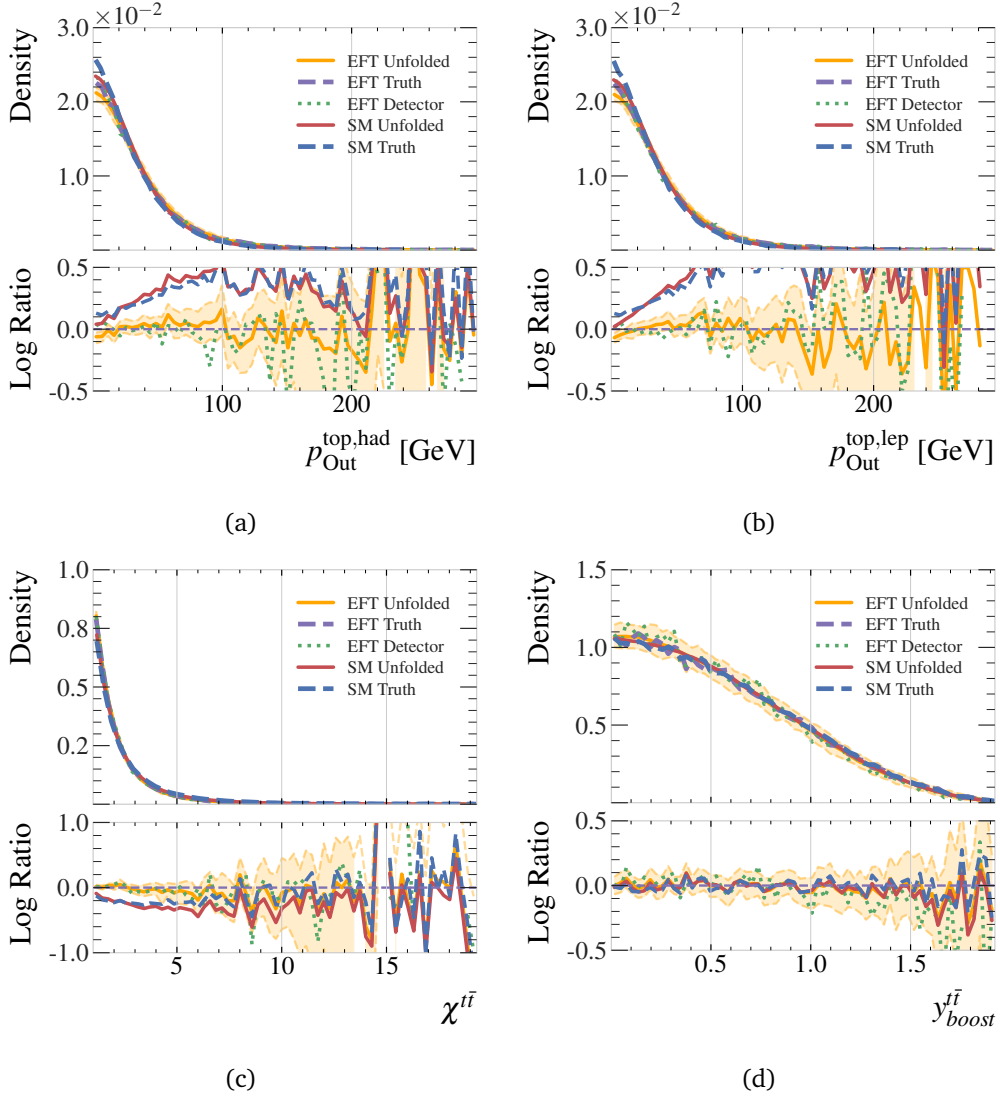 3.0 ×10⁻²
2.0
1.0
Density
EFT Unfolded
EFT Truth
EFT Detector
SM Unfolded
SM Truth
0.5
0.0
-0.5
Log Ratio
100 200
p_Out^top,had [GeV]
(a)
3.0 ×10⁻²
2.0
1.0
Density
EFT Unfolded
EFT Truth
EFT Detector
SM Unfolded
SM Truth
0.5
0.0
-0.5
Log Ratio
100 200
p_Out^top,lep [GeV]
(b)
1.0
0.8
0.5
0.2
Density
EFT Unfolded
EFT Truth
EFT Detector
SM Unfolded
SM Truth
1.0
0.0
-1.0
Log Ratio
5 10 15
χ^tt̄
(c)
1.5
1.0
0.5
Density
EFT Unfolded
EFT Truth
EFT Detector
SM Unfolded
SM Truth
0.5
0.0
-0.5
Log Ratio
0.5 1.0 1.5
y_boost^tt̄
(d)